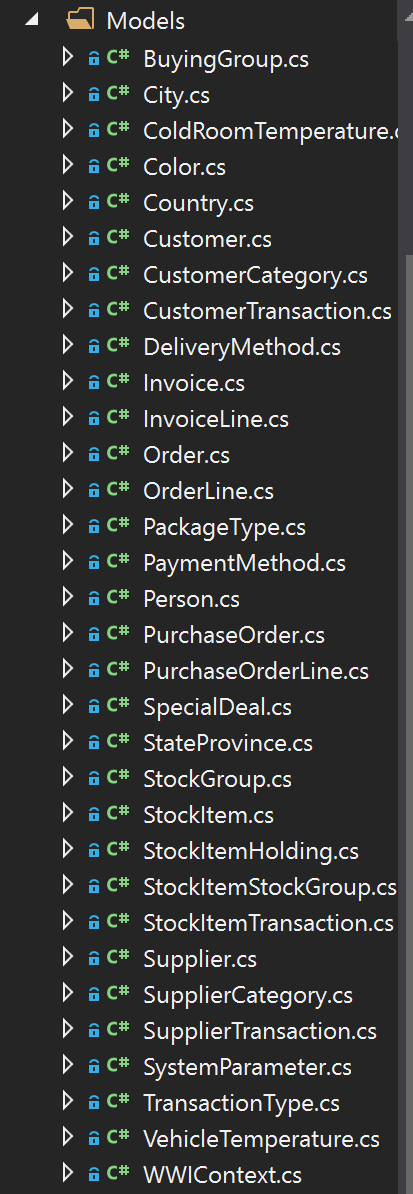 Models
C# BuyingGroup.cs
C# City.cs
C# ColdRoomTemperature.c
C# Color.cs
C# Country.cs
C# Customer.cs
C# CustomerCategory.cs
C# CustomerTransaction.cs
C# DeliveryMethod.cs
C# Invoice.cs
C# InvoiceLine.cs
C# Order.cs
C# OrderLine.cs
C# PackageType.cs
C# PaymentMethod.cs
C# Person.cs
C# PurchaseOrder.cs
C# PurchaseOrderLine.cs
C# SpecialDeal.cs
C# StateProvince.cs
C# StockGroup.cs
C# StockItem.cs
C# StockItemHolding.cs
C# StockItemStockGroup.cs
C# StockItemTransaction.cs
C# Supplier.cs
C# SupplierCategory.cs
C# SupplierTransaction.cs
C# SystemParameter.cs
C# TransactionType.cs
C# VehicleTemperature.cs
C# WWIContext.cs